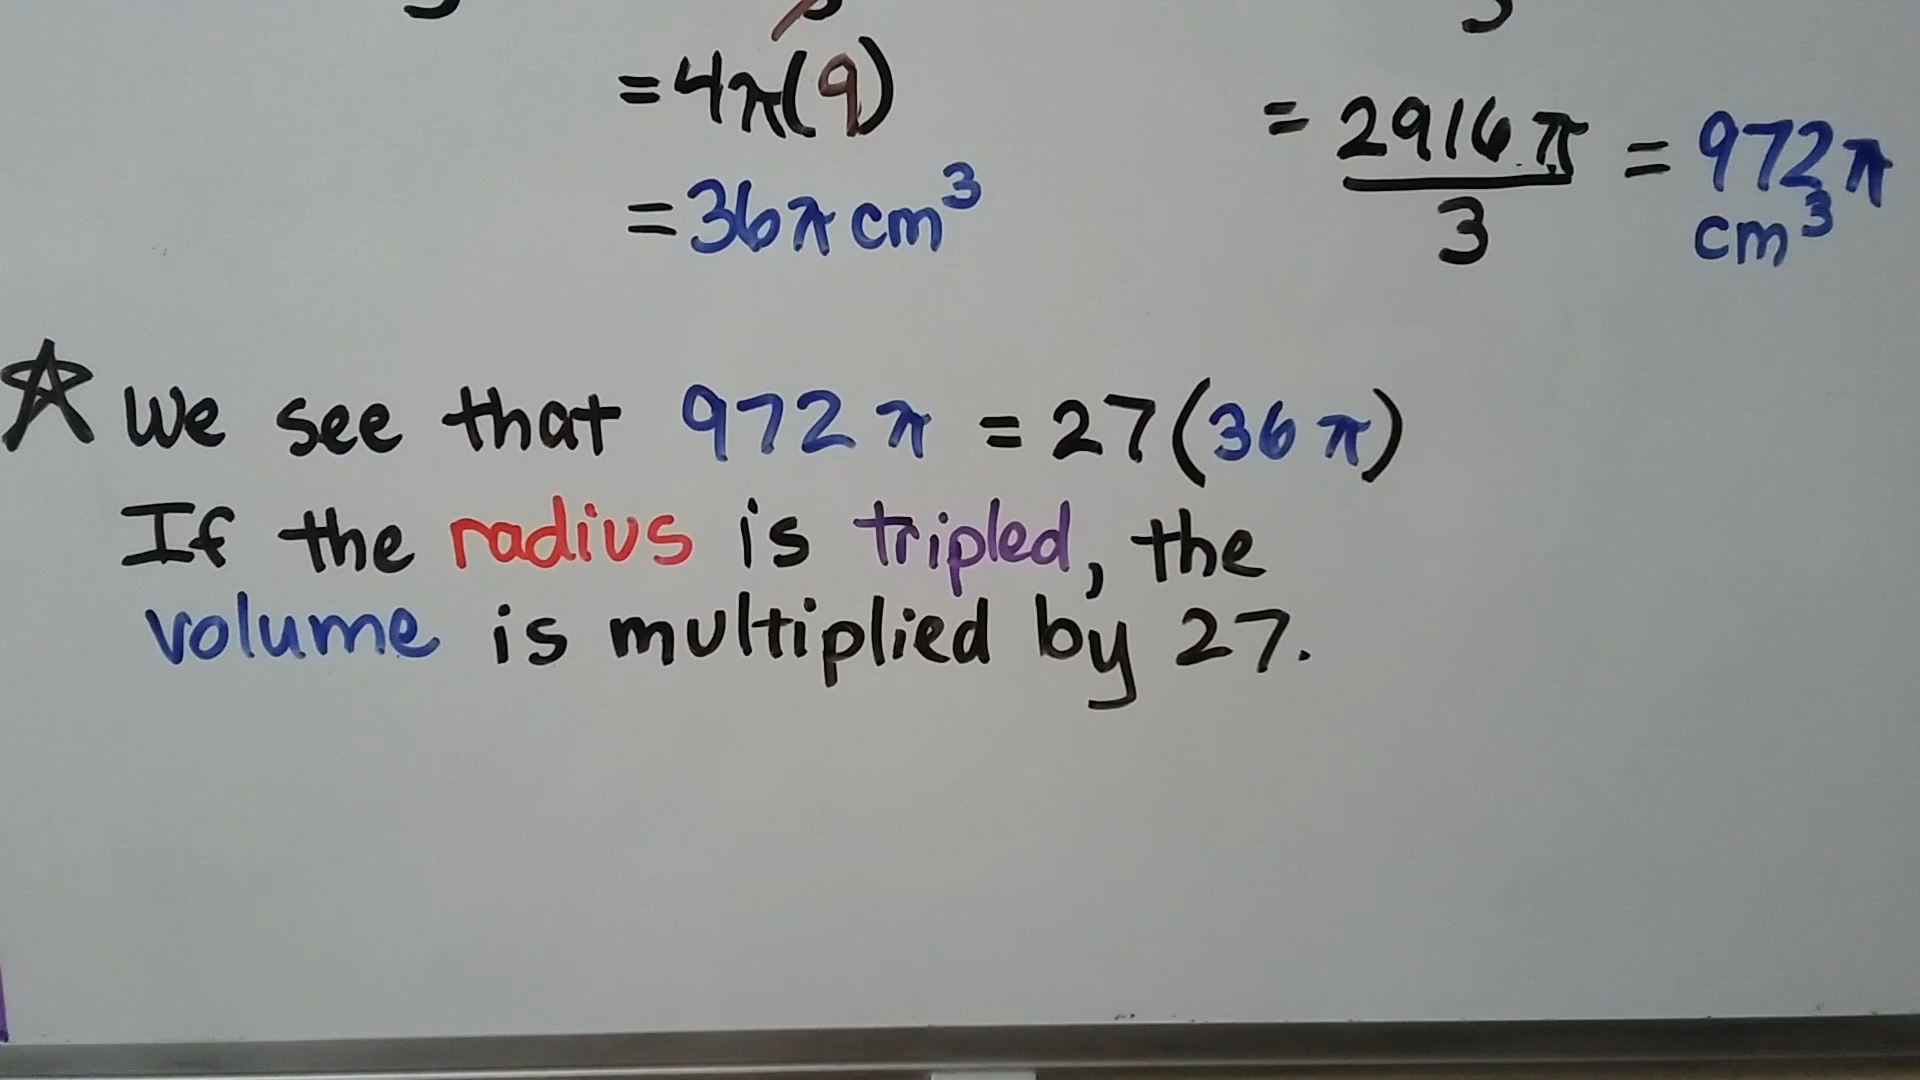 = 4π(9)
= 36π cm³
= 2916π/3 = 972π cm³
☆ We see that 972π = 27(36π)
If the radius is tripled, the
volume is multiplied by 27.